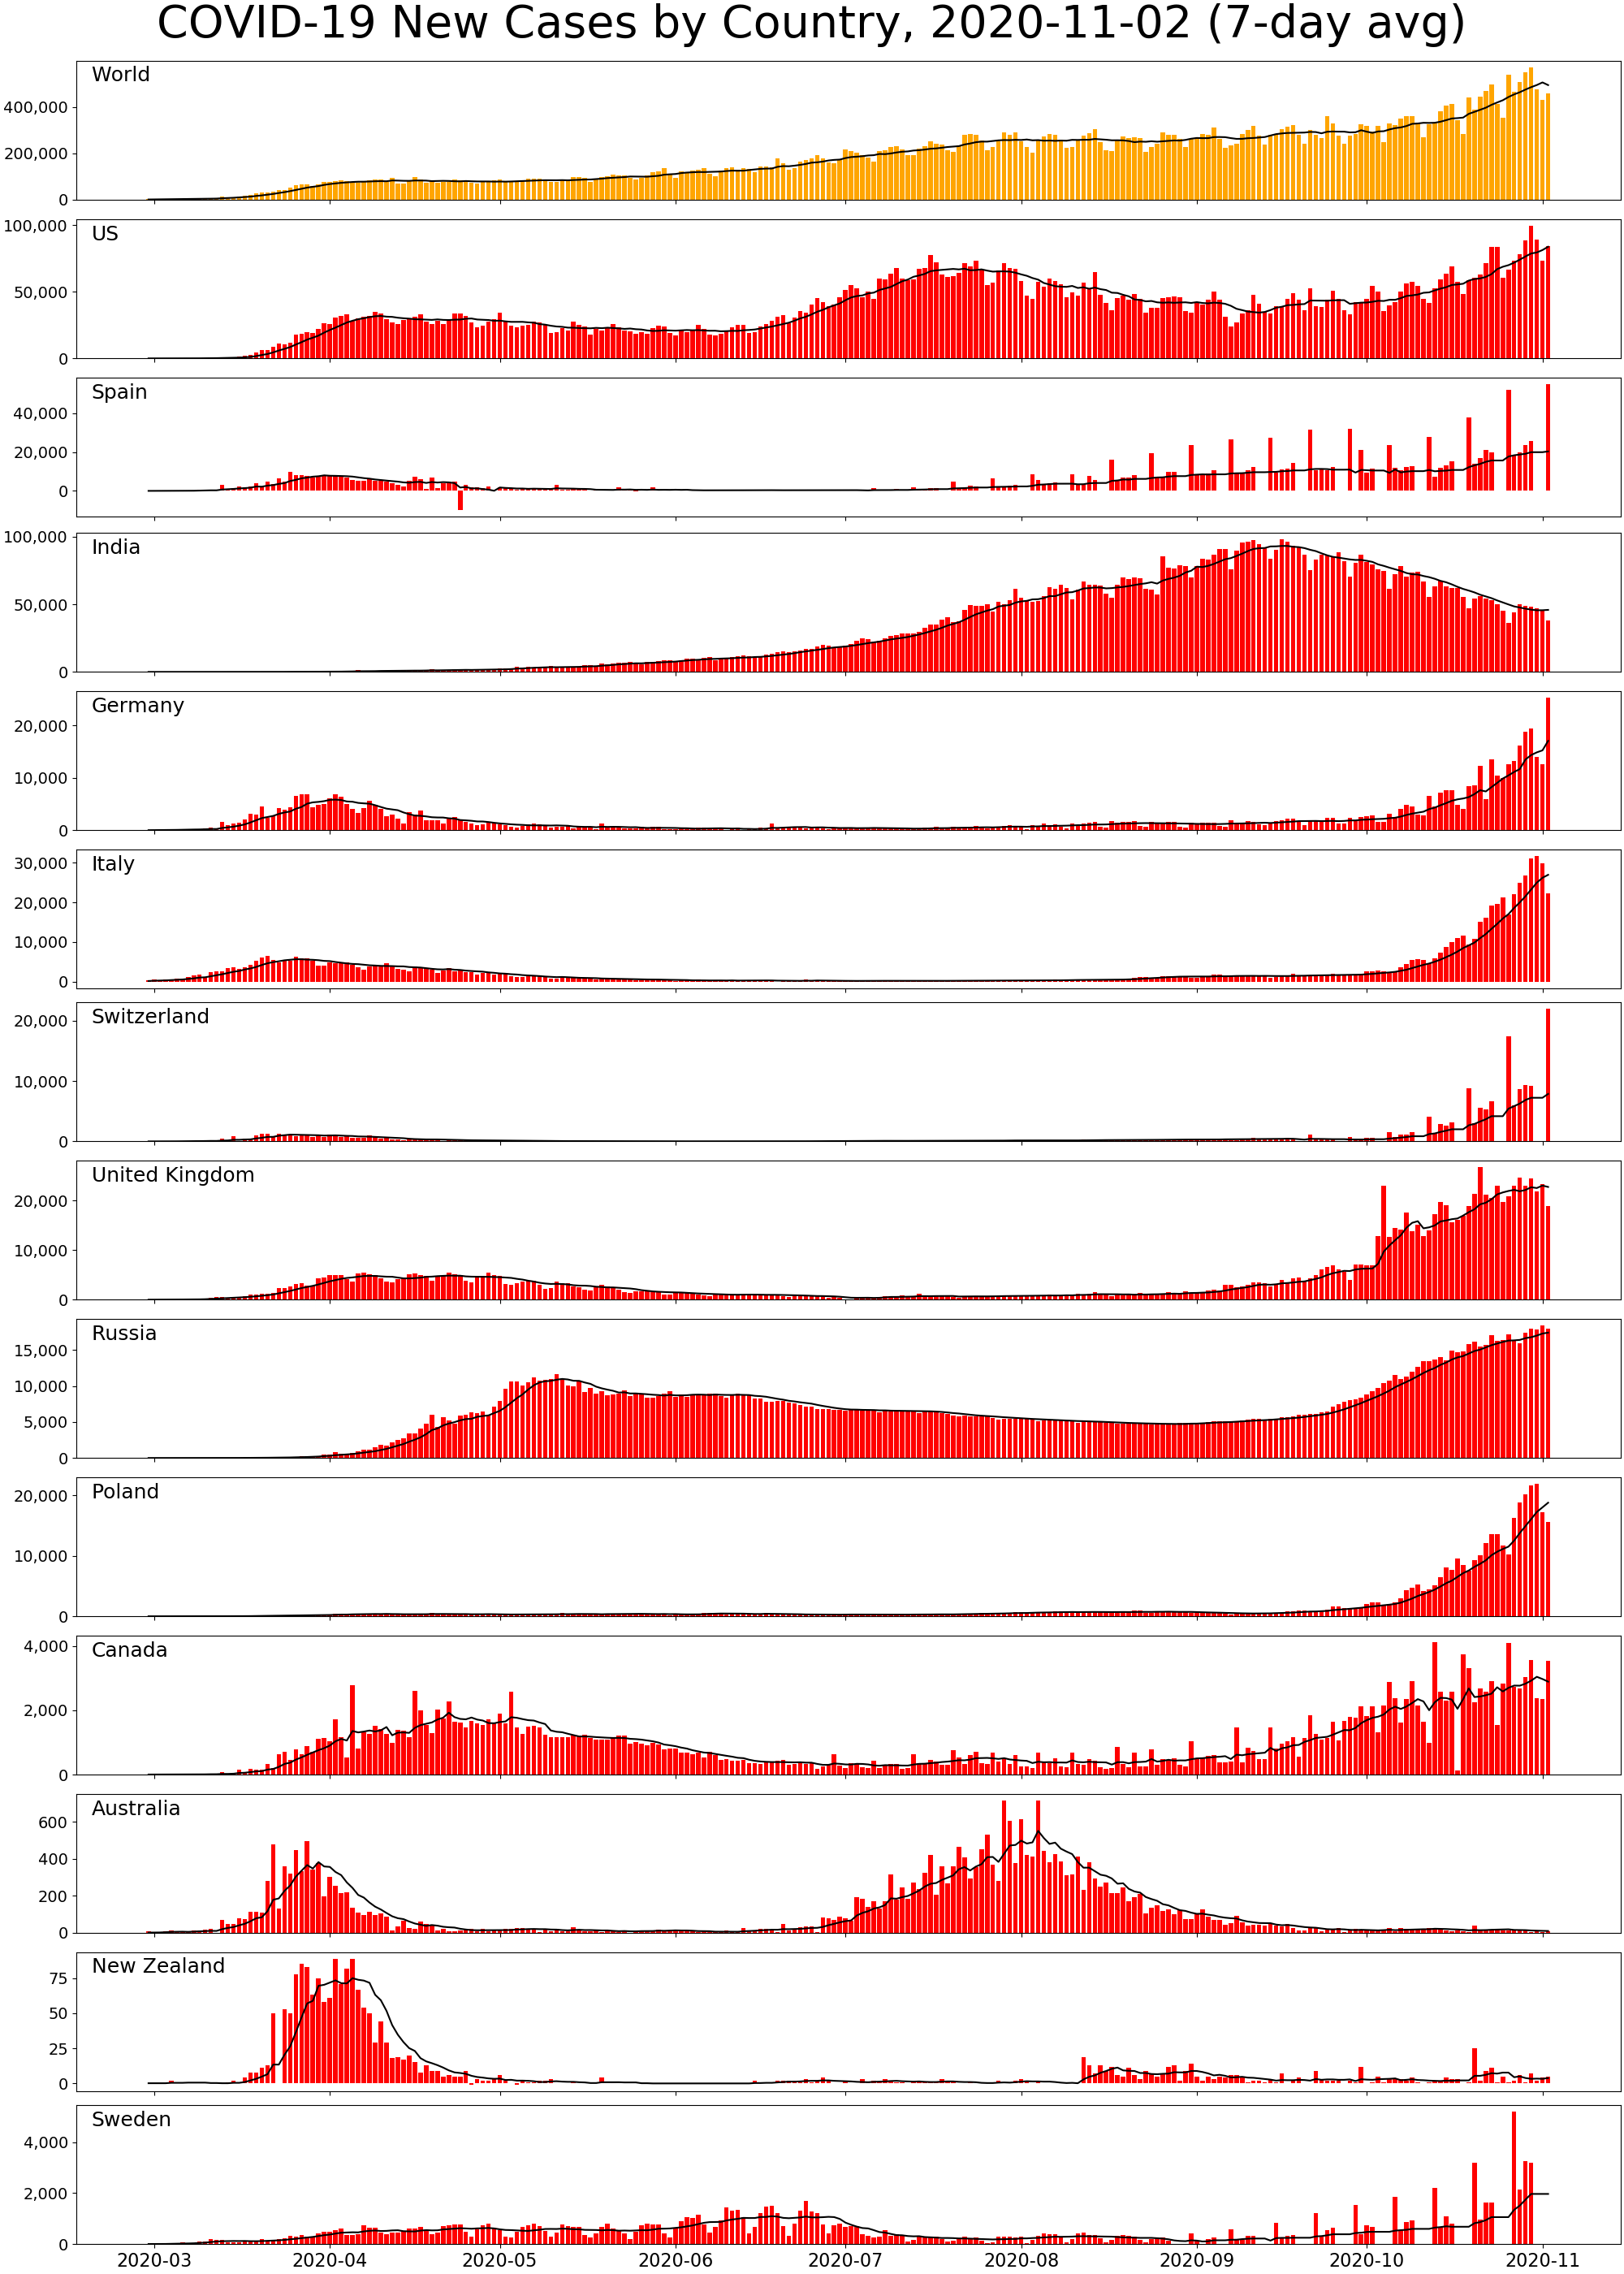 COVID-19 New Cases by Country, 2020-11-02 (7-day avg)
World
400,000
200,000
0
US
100,000
50,000
0
Spain
40,000
20,000
0
India
100,000
50,000
0
Germany
20,000
10,000
0
Italy
30,000
20,000
10,000
0
Switzerland
20,000
10,000
0
United Kingdom
20,000
10,000
0
Russia
15,000
10,000
5,000
0
Poland
20,000
10,000
0
Canada
4,000
2,000
0
Australia
600
400
200
0
New Zealand
75
50
25
0
Sweden
4,000
2,000
0
2020-03 2020-04 2020-05 2020-06 2020-07 2020-08 2020-09 2020-10 2020-11